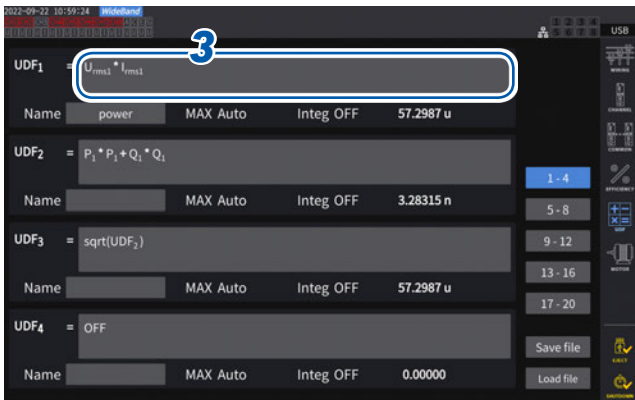 2022-09-22 10:59:24 WideBand
USB
3
UDF1 = Urms1 * Irms1
Name power MAX Auto Integ OFF 57.2987 u
UDF2 = P1 * P1 + Q1 * Q1
Name MAX Auto Integ OFF 3.28315 n
UDF3 = sqrt(UDF2)
Name MAX Auto Integ OFF 57.2987 u
UDF4 = OFF
Name MAX Auto Integ OFF 0.00000
1 - 4
5 - 8
9 - 12
13 - 16
17 - 20
Save file
Load file
WIRING
CHANNEL
COMMON
EFFICIENCY
UDF
MOTOR
EJECT
SHUTDOWN